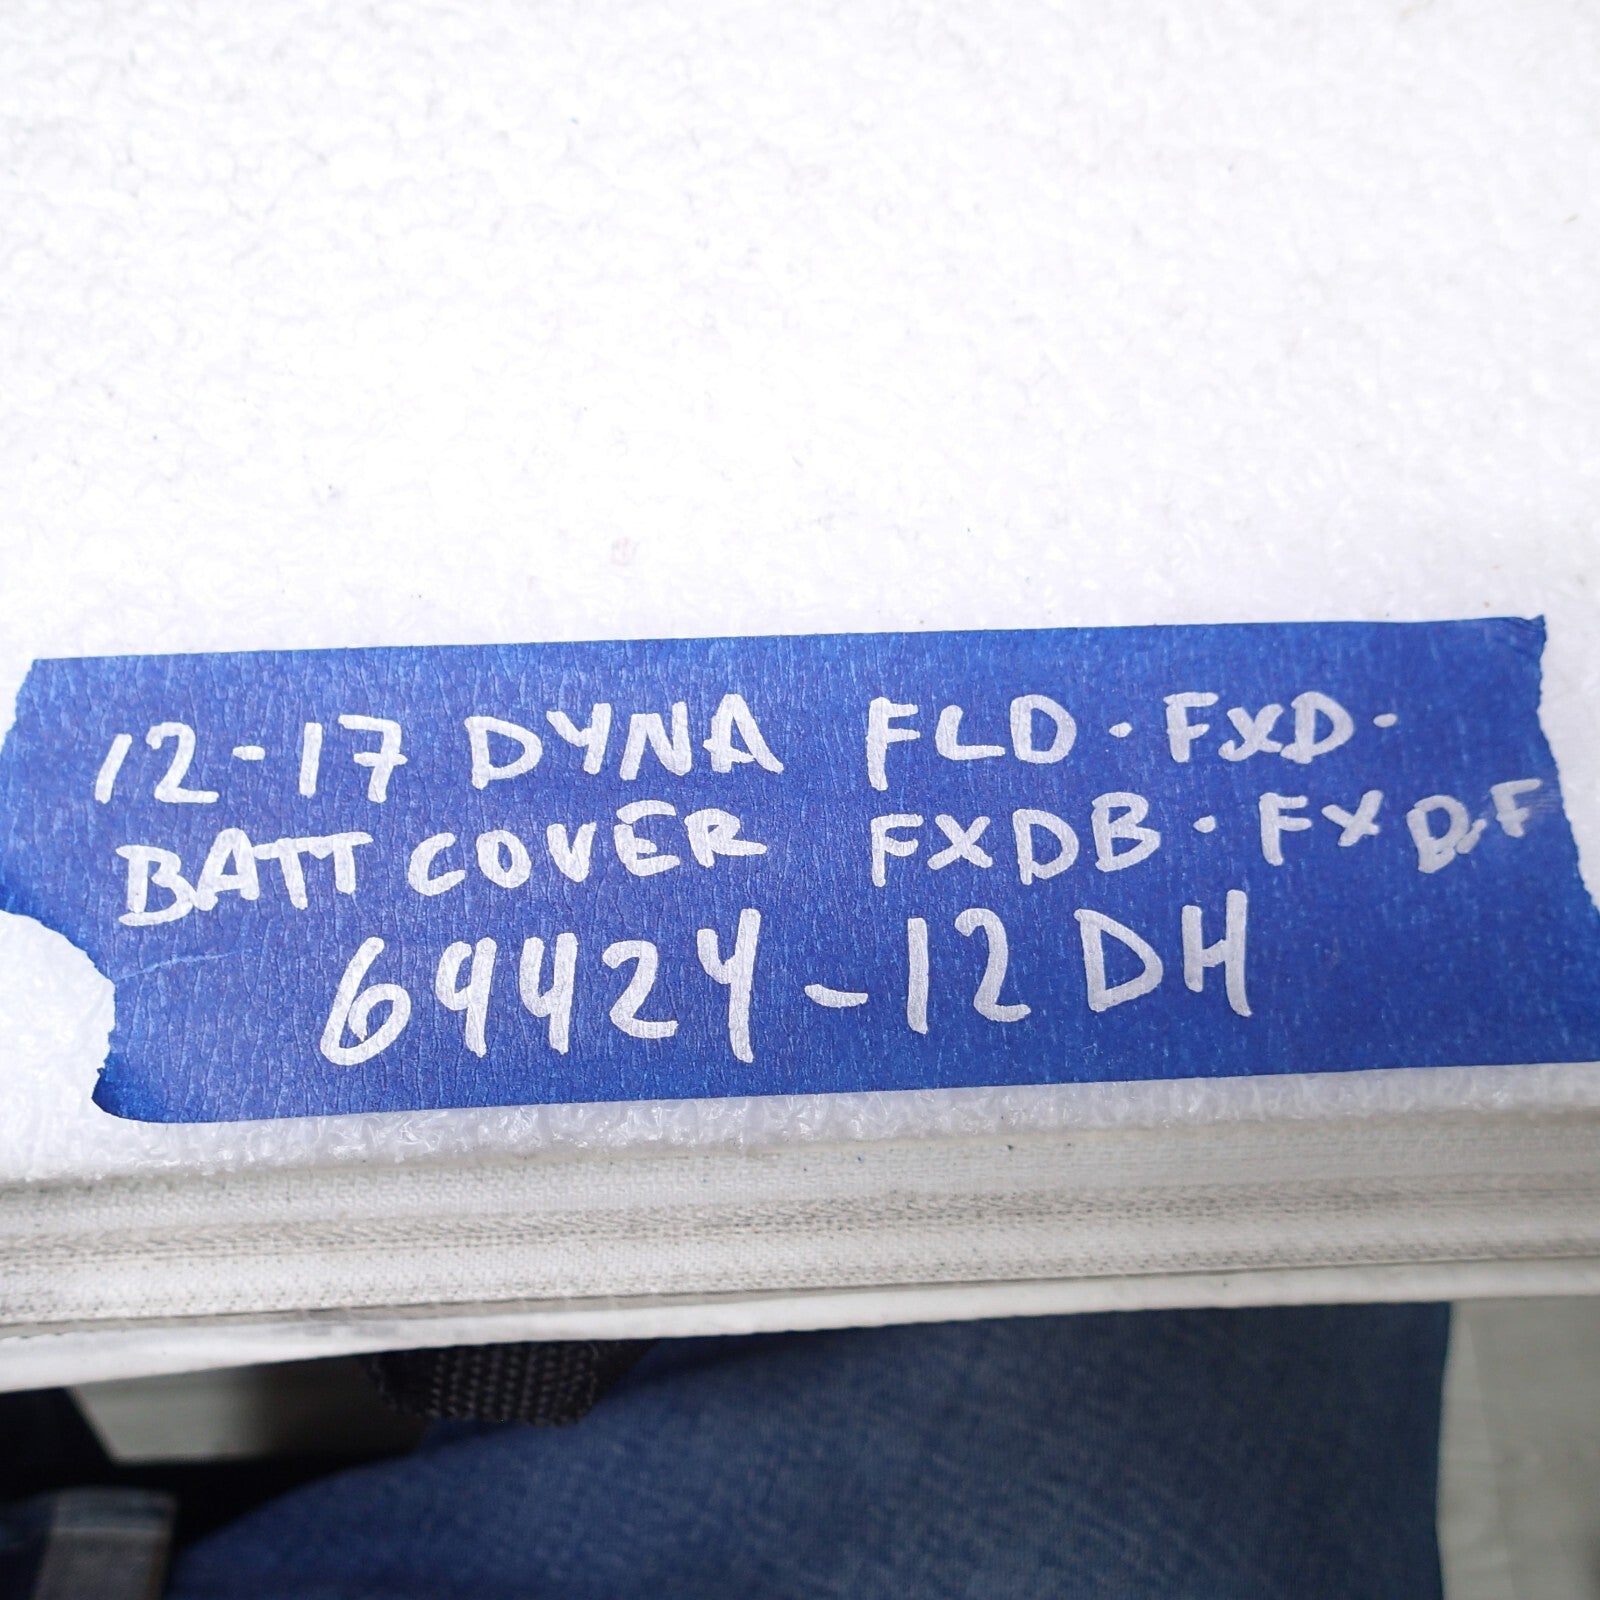 12-17 DYNA FLD · FXD ·
BATT COVER FXDB · FXDF
69424-12DH